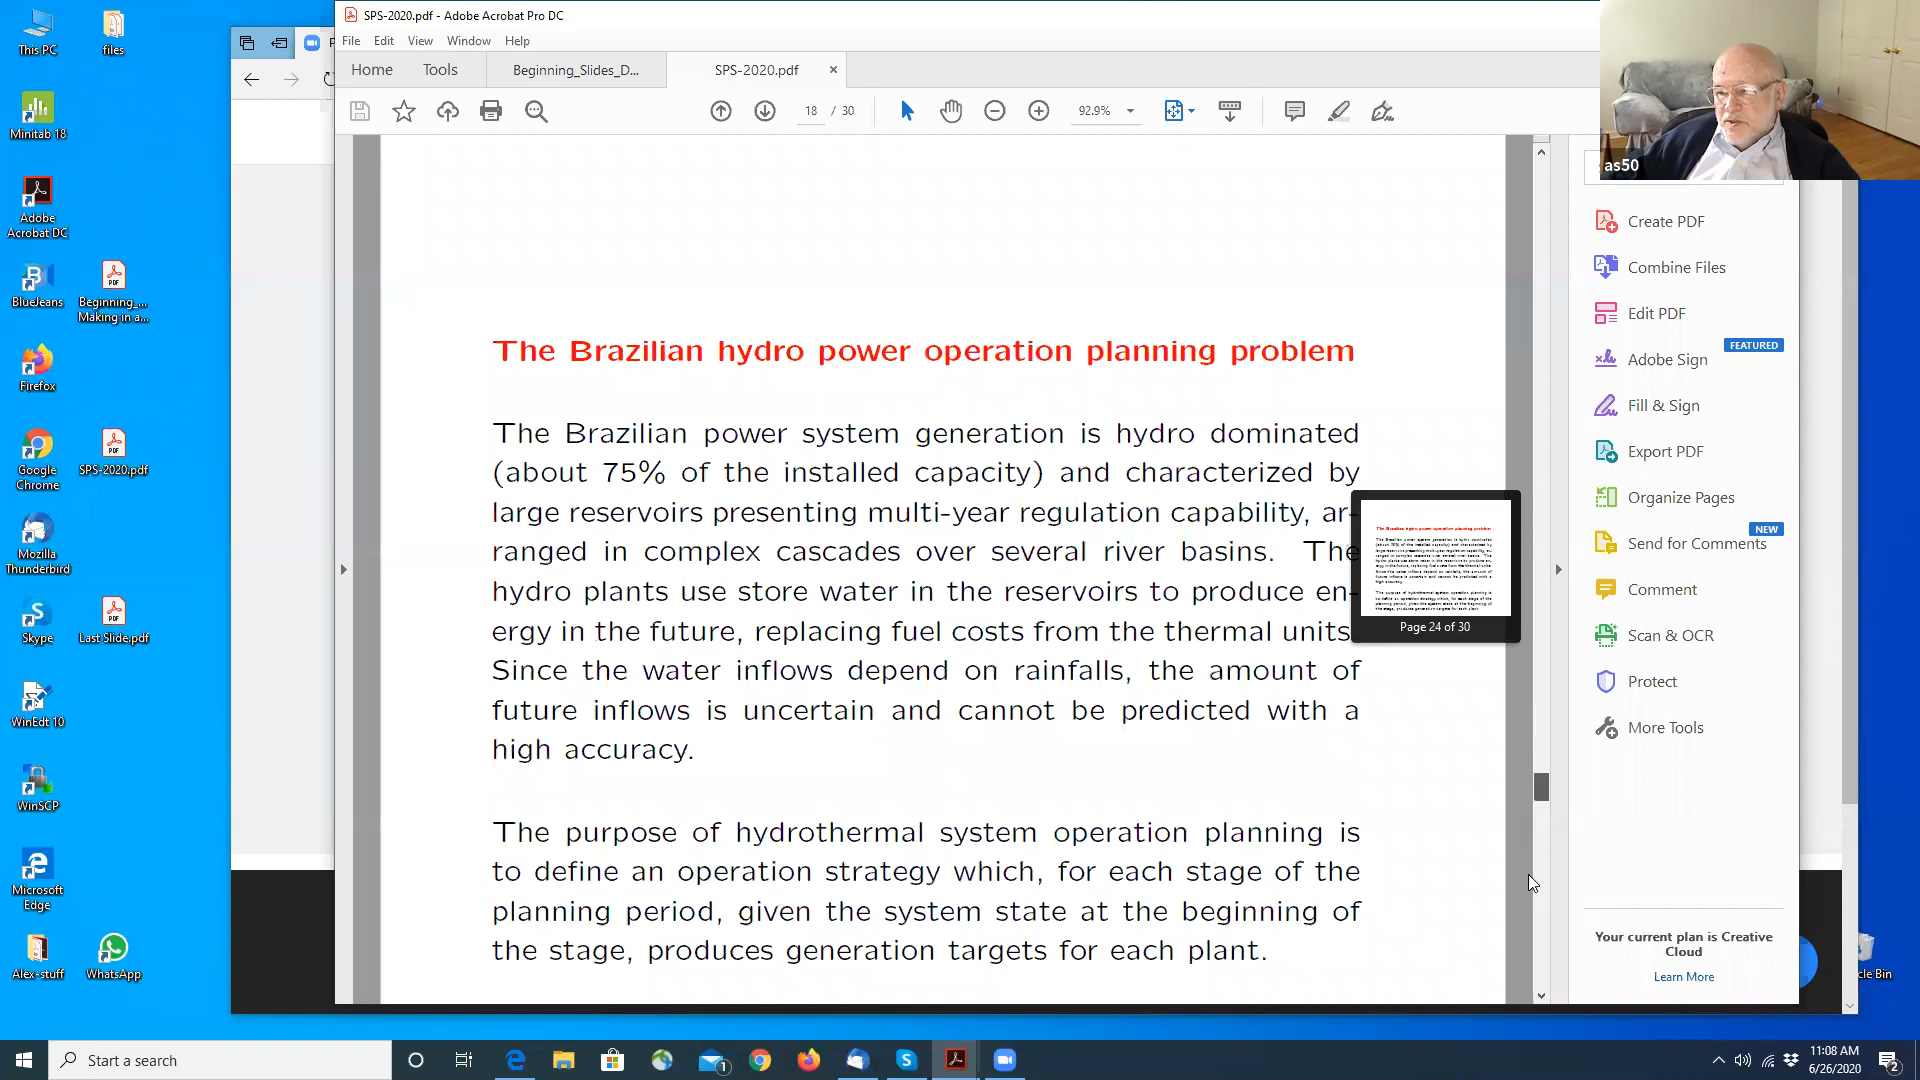 This PC
files
Minitab 18
Adobe
Acrobat DC
BlueJeans
Beginning_...
Making in a...
Firefox
Google
Chrome
SPS-2020.pdf
Mozilla
Thunderbird
Skype
Last Slide.pdf
WinEdt 10
WinSCP
Microsoft
Edge
Alex-stuff
WhatsApp
SPS-2020.pdf - Adobe Acrobat Pro DC
File Edit View Window Help
Home Tools Beginning_Slides_D... SPS-2020.pdf ×
18 / 30 92.9%
as50
The Brazilian hydro power operation planning problem
The Brazilian power system generation is hydro dominated
(about 75% of the installed capacity) and characterized by
large reservoirs presenting multi-year regulation capability, ar-
ranged in complex cascades over several river basins. The
hydro plants use store water in the reservoirs to produce en-
ergy in the future, replacing fuel costs from the thermal units.
Since the water inflows depend on rainfalls, the amount of
future inflows is uncertain and cannot be predicted with a
high accuracy.
The purpose of hydrothermal system operation planning is
to define an operation strategy which, for each stage of the
planning period, given the system state at the beginning of
the stage, produces generation targets for each plant.
Page 24 of 30
Create PDF
Combine Files
Edit PDF
FEATURED
Adobe Sign
Fill & Sign
Export PDF
Organize Pages
NEW
Send for Comments
Comment
Scan & OCR
Protect
More Tools
Your current plan is Creative
Cloud
Learn More
cle Bin
Start a search
1
11:08 AM
6/26/2020
2